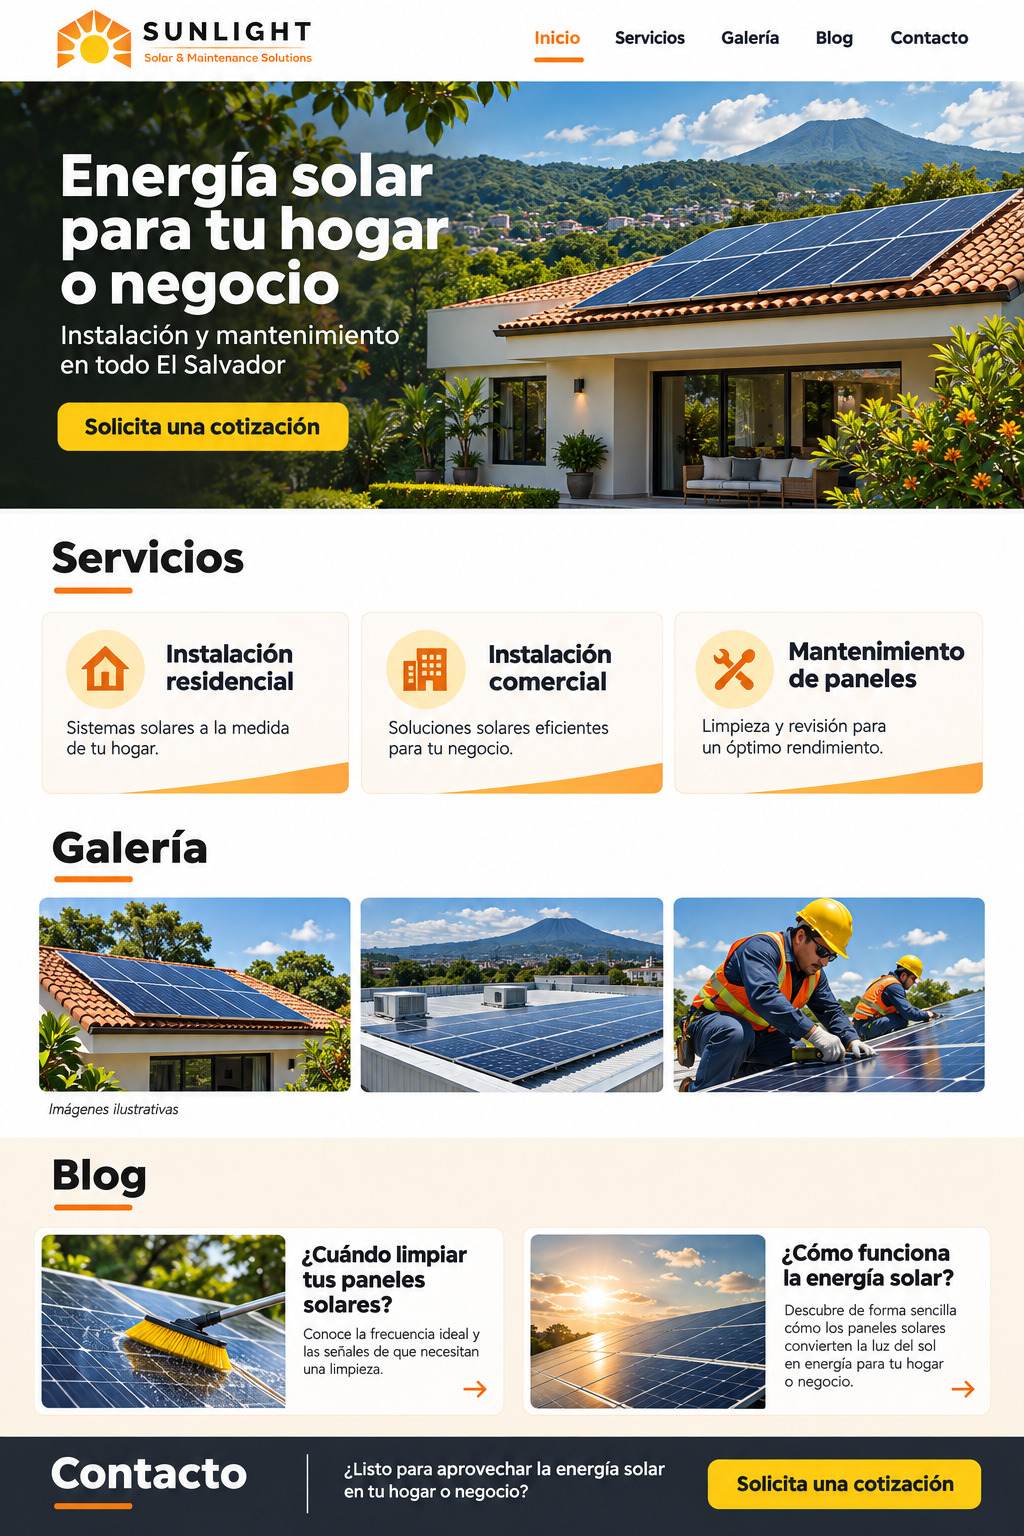 SUNLIGHT
Solar & Maintenance Solutions
Inicio
Servicios
Galería
Blog
Contacto
Energía solar
para tu hogar
o negocio
Instalación y mantenimiento
en todo El Salvador
Solicita una cotización
Servicios
Instalación
residencial
Sistemas solares a la medida
de tu hogar.
Instalación
comercial
Soluciones solares eficientes
para tu negocio.
Mantenimiento
de paneles
Limpieza y revisión para
un óptimo rendimiento.
Galería
Imágenes ilustrativas
Blog
¿Cuándo limpiar
tus paneles
solares?
Conoce la frecuencia ideal y
las señales de que necesitan
una limpieza.
¿Cómo funciona
la energía solar?
Descubre de forma sencilla
cómo los paneles solares
convierten la luz del sol
en energía para tu hogar
o negocio.
Contacto
¿Listo para aprovechar la energía solar
en tu hogar o negocio?
Solicita una cotización